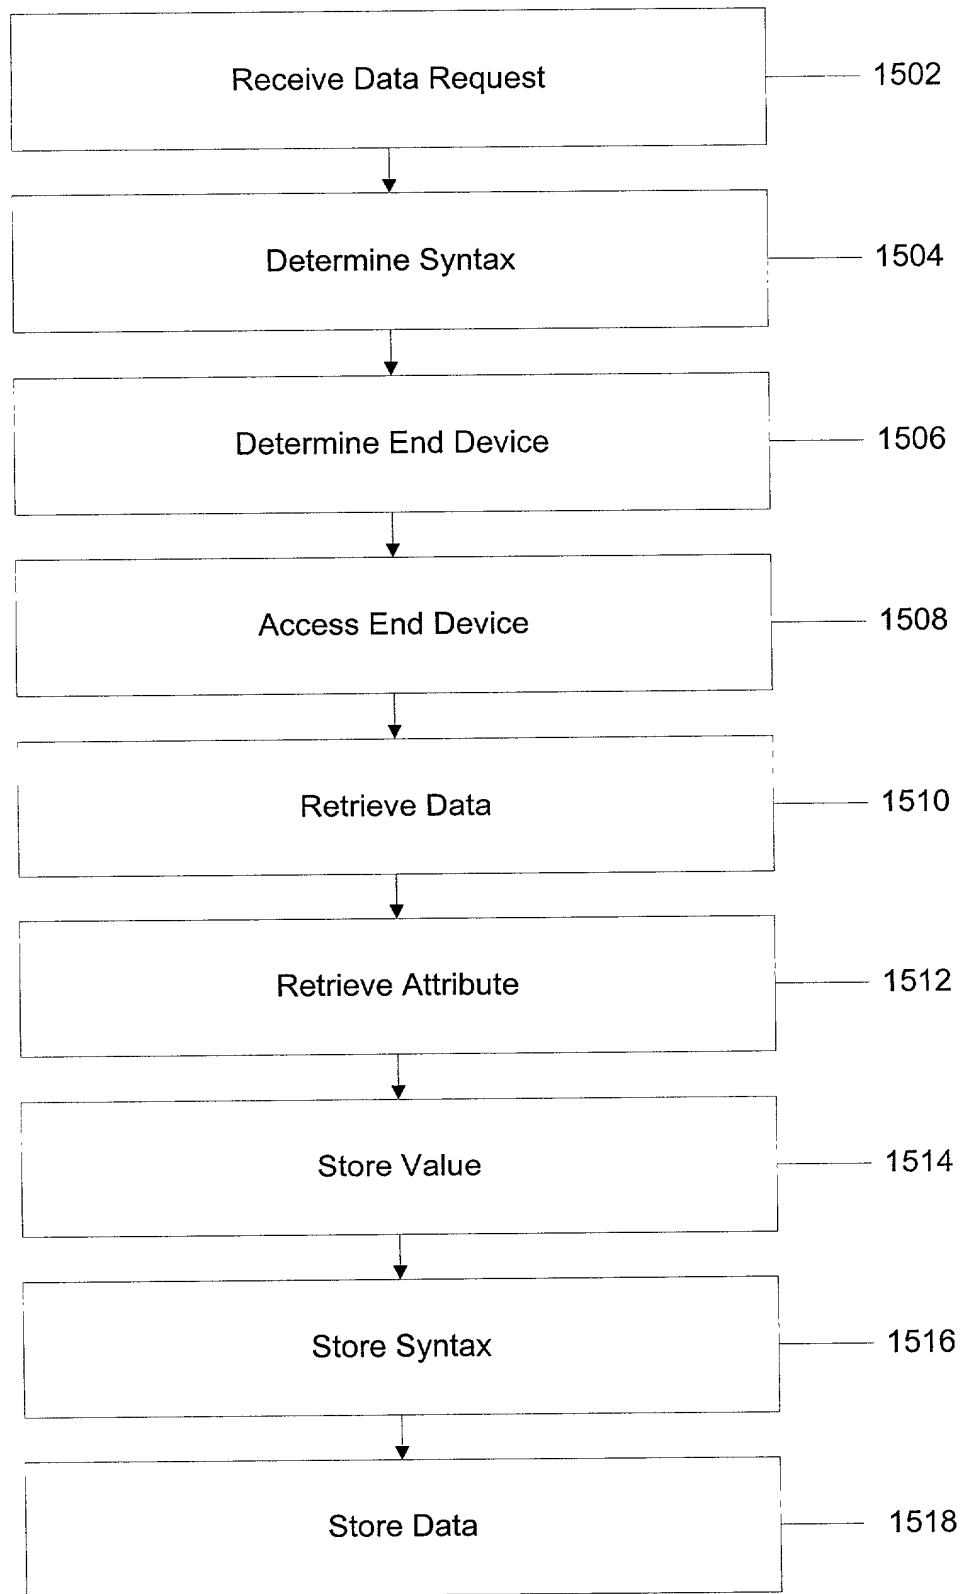 Receive Data Request
1502
Determine Syntax
1504
Determine End Device
1506
Access End Device
1508
Retrieve Data
1510
Retrieve Attribute
1512
Store Value
1514
Store Syntax
1516
Store Data
1518